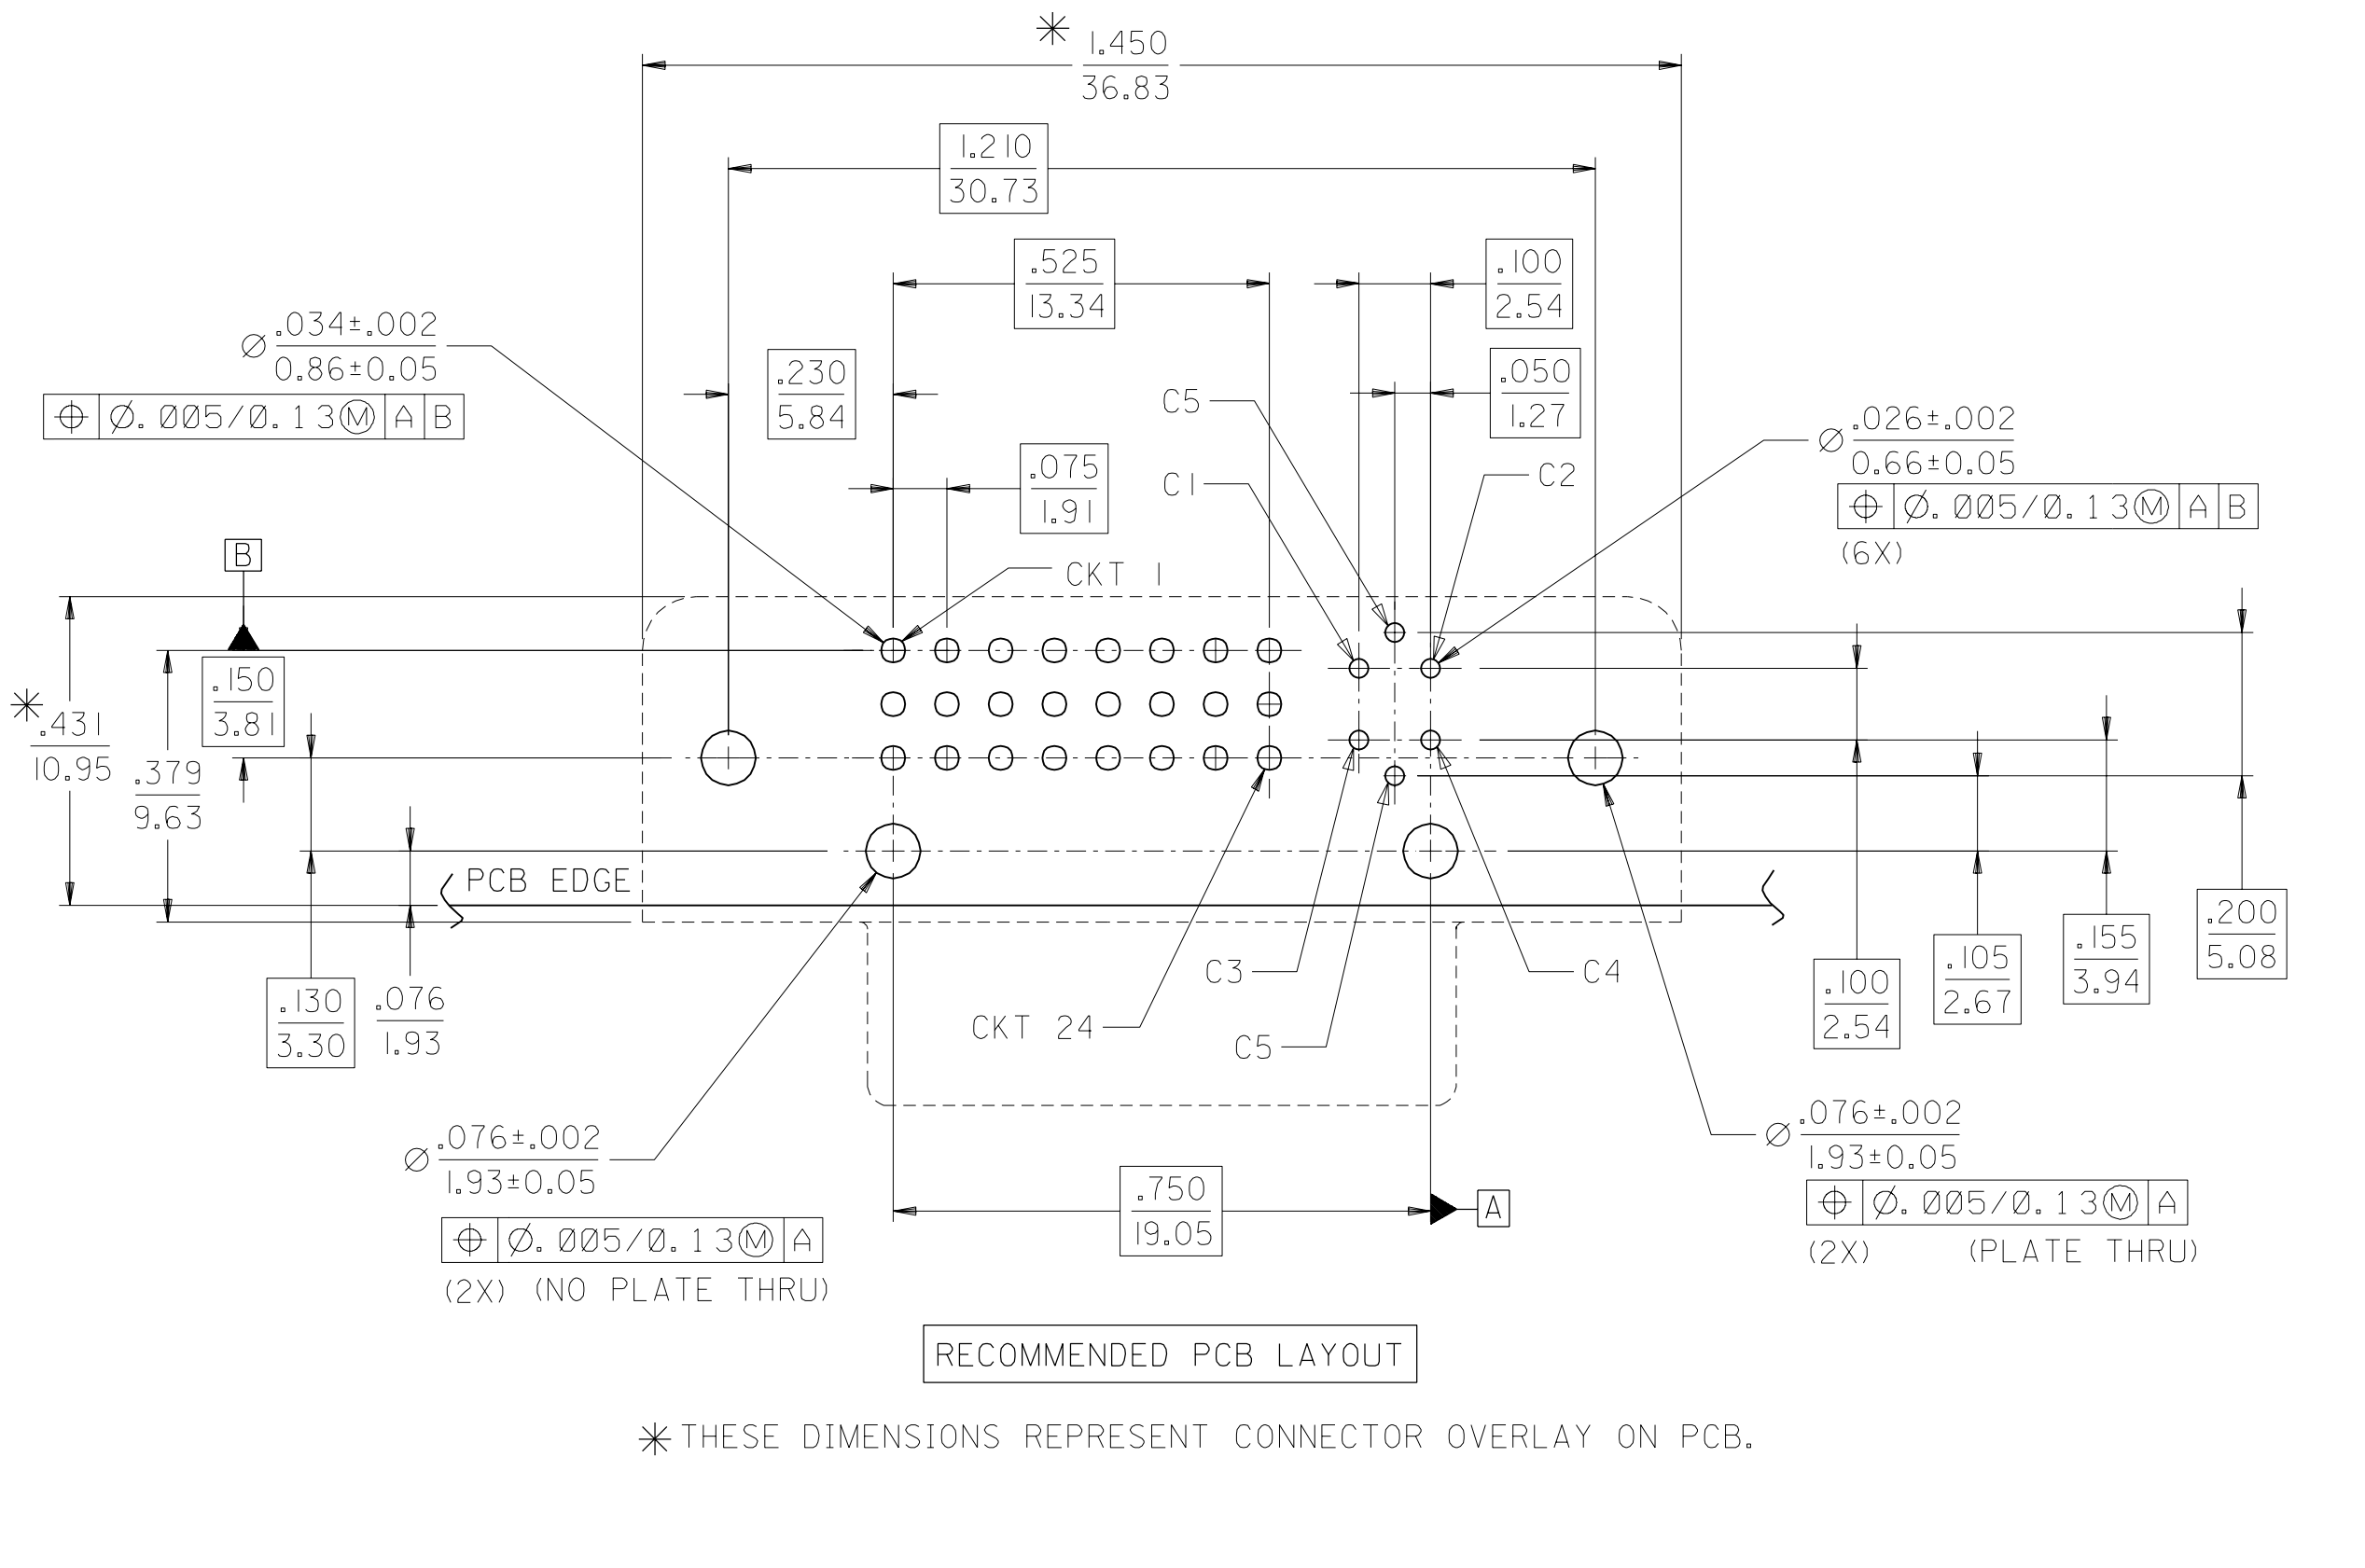 ✳ 1.450
36.83
1.210
30.73
.525
13.34
.100
2.54
⌀ .034±.002
0.86±0.05
⌖ Ø.ØØ5/Ø.13Ⓜ A B
.230
5.84
.050
1.27
C5
⌀ .026±.002
0.66±0.05
⌖ Ø.ØØ5/Ø.13Ⓜ A B
(6X)
.075
1.91
C1
C2
B
CKT 1
.150
3.81
✳ .431
10.95
.379
9.63
PCB EDGE
.130
3.30
.076
1.93
C3
C4
CKT 24
C5
.200
5.08
.155
3.94
.105
2.67
.100
2.54
⌀ .076±.002
1.93±0.05
⌖ Ø.ØØ5/Ø.13Ⓜ A
(2X) (NO PLATE THRU)
.750
19.05
A
⌀ .076±.002
1.93±0.05
⌖ Ø.ØØ5/Ø.13Ⓜ A
(2X) (PLATE THRU)
RECOMMENDED PCB LAYOUT
✳ THESE DIMENSIONS REPRESENT CONNECTOR OVERLAY ON PCB.